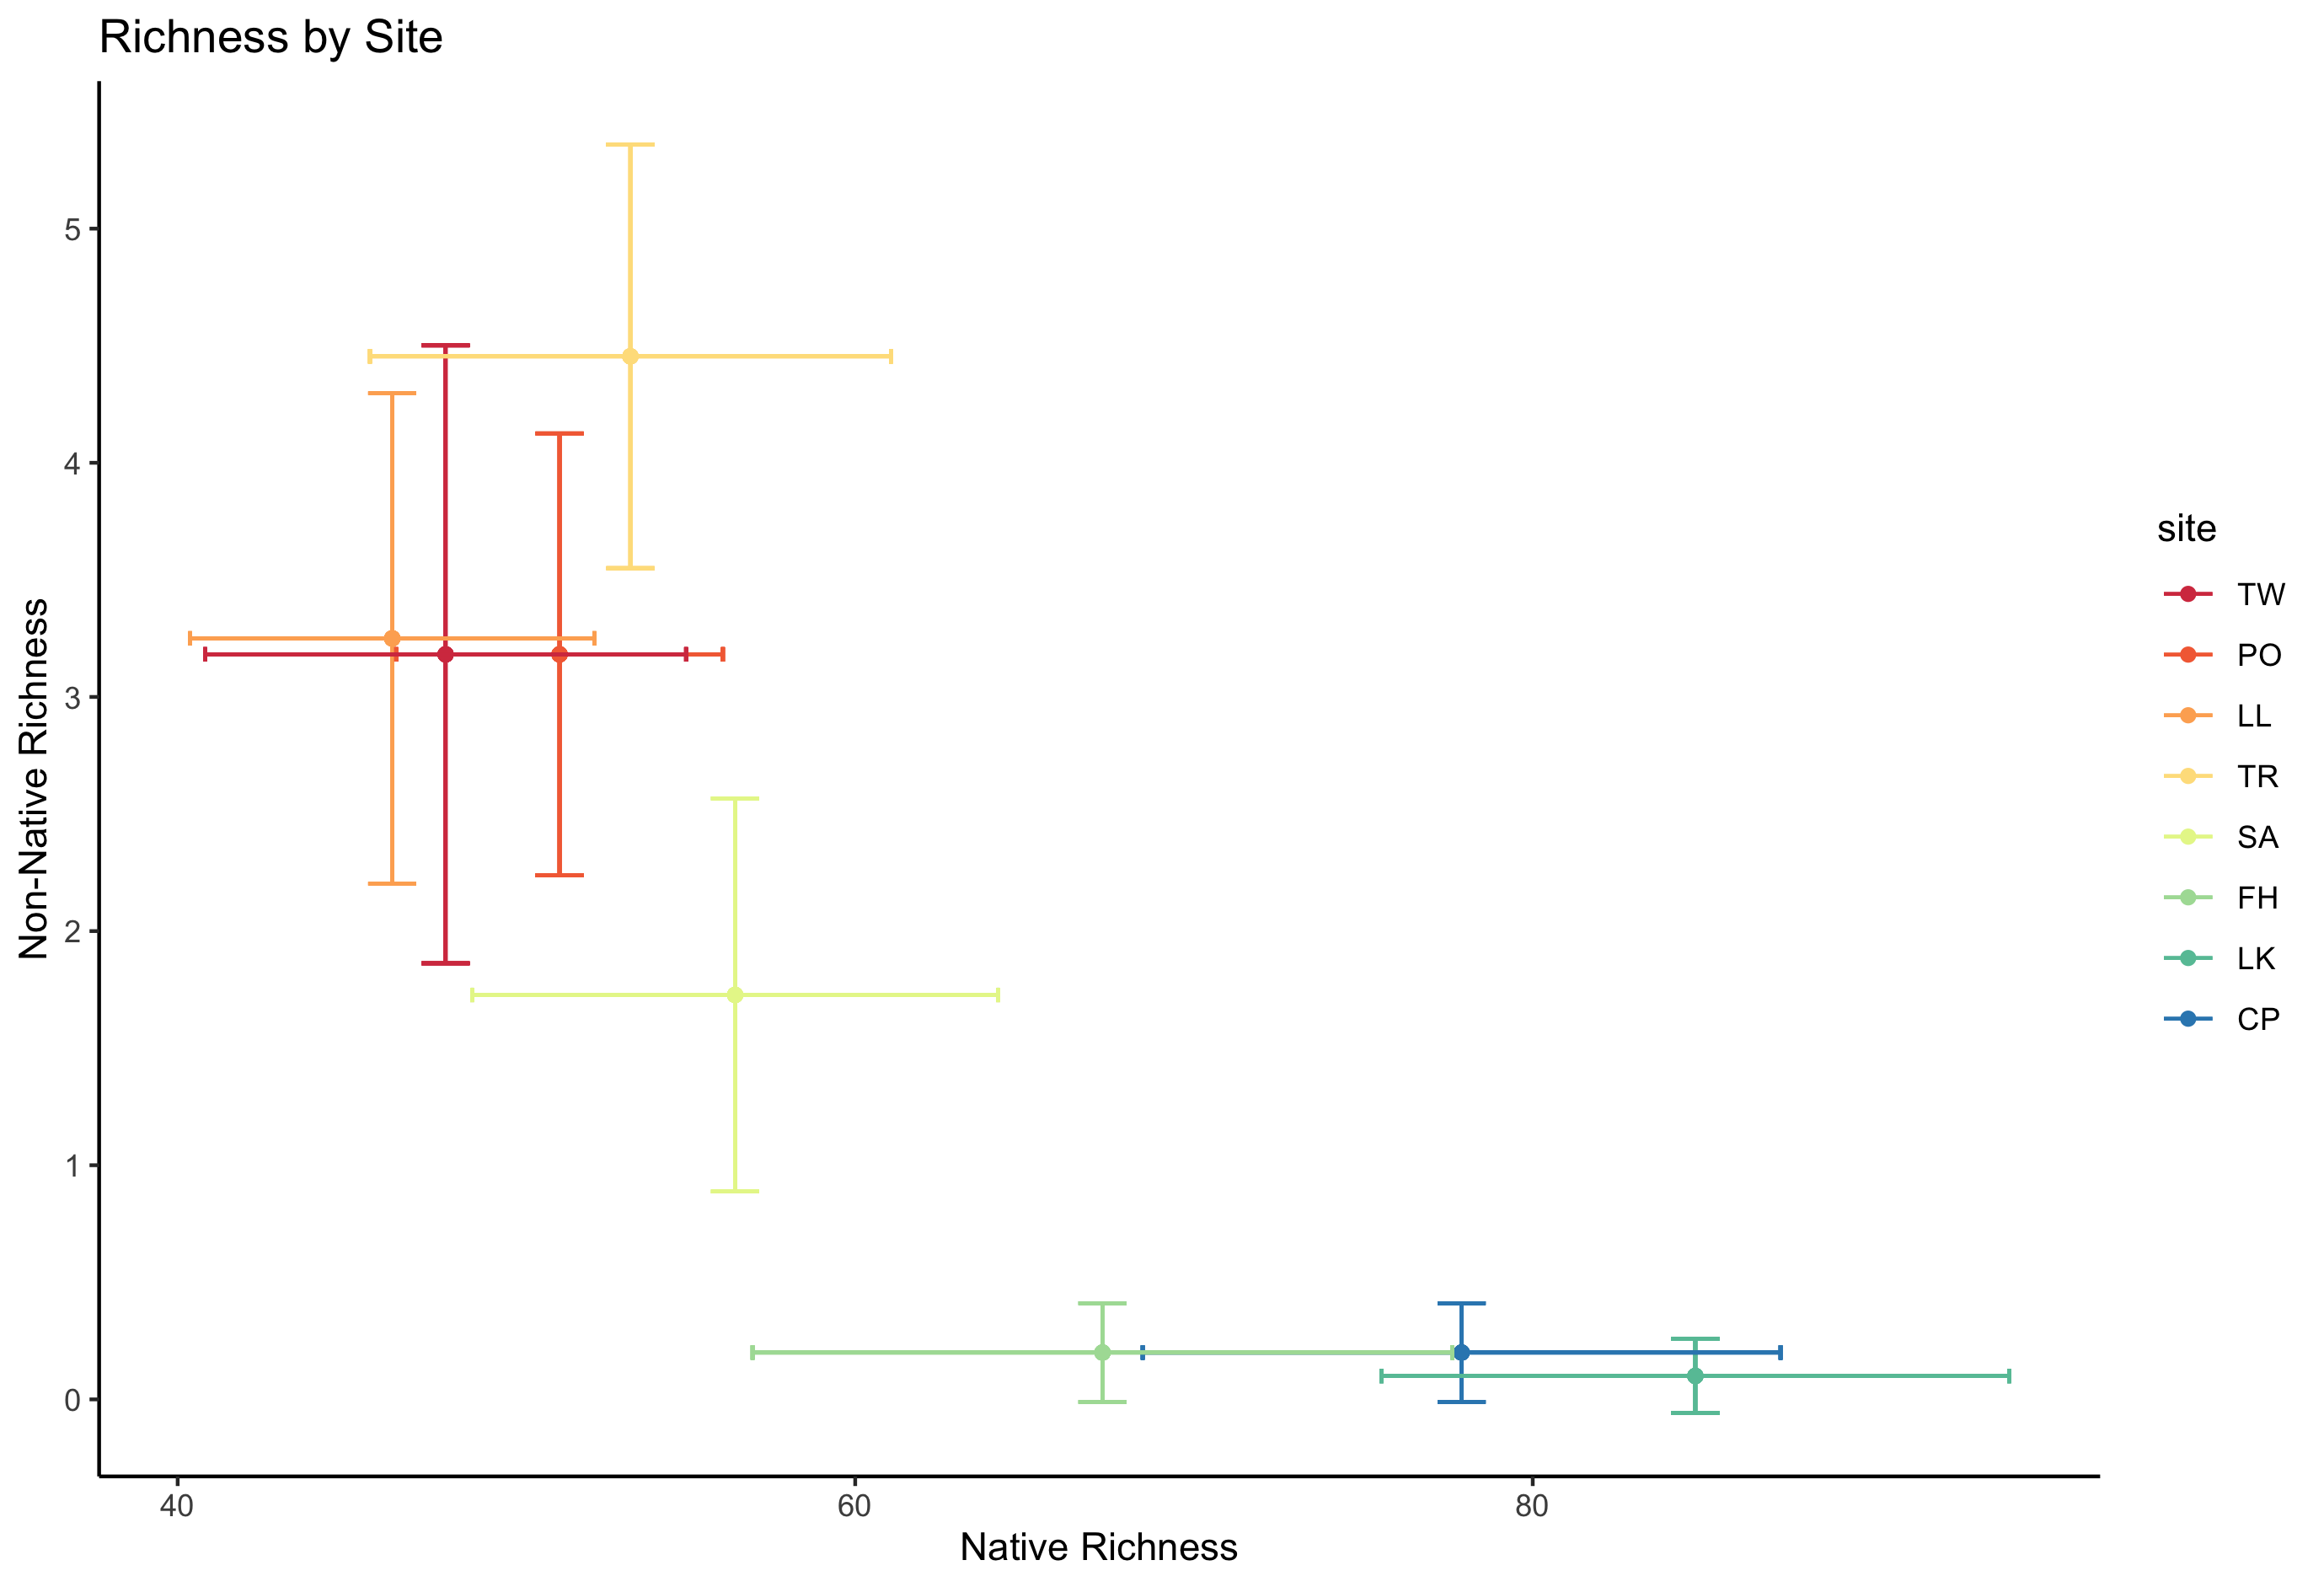 Richness by Site
5
4
3
2
1
0
Non-Native Richness
40
60
80
Native Richness
site
TW
PO
LL
TR
SA
FH
LK
CP